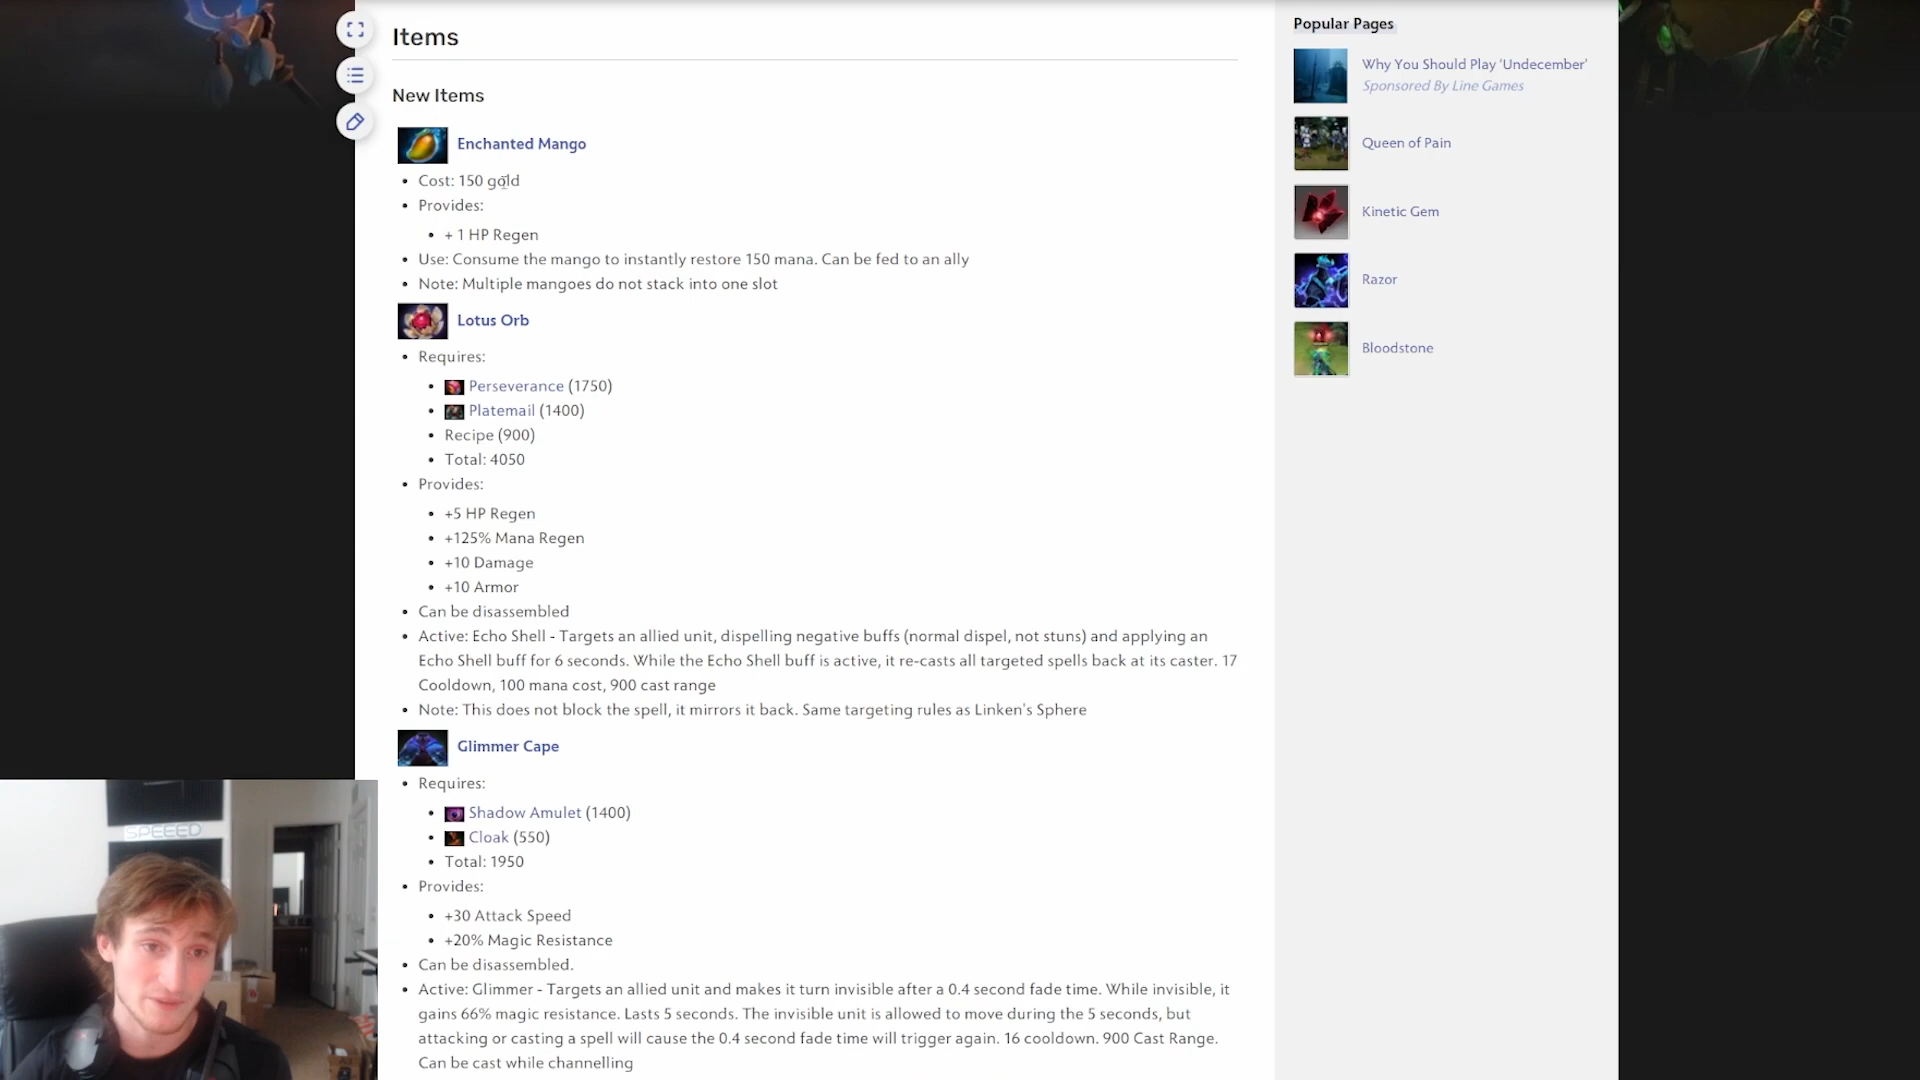 Items
New Items
Enchanted Mango
Cost: 150 gold
Provides:
+ 1 HP Regen
Use: Consume the mango to instantly restore 150 mana. Can be fed to an ally
Note: Multiple mangoes do not stack into one slot
Lotus Orb
Requires:
Perseverance (1750)
Platemail (1400)
Recipe (900)
Total: 4050
Provides:
+5 HP Regen
+125% Mana Regen
+10 Damage
+10 Armor
Can be disassembled
Active: Echo Shell - Targets an allied unit, dispelling negative buffs (normal dispel, not stuns) and applying an
Echo Shell buff for 6 seconds. While the Echo Shell buff is active, it re-casts all targeted spells back at its caster. 17
Cooldown, 100 mana cost, 900 cast range
Note: This does not block the spell, it mirrors it back. Same targeting rules as Linken's Sphere
Glimmer Cape
Requires:
Shadow Amulet (1400)
Cloak (550)
Total: 1950
Provides:
+30 Attack Speed
+20% Magic Resistance
Can be disassembled.
Active: Glimmer - Targets an allied unit and makes it turn invisible after a 0.4 second fade time. While invisible, it
gains 66% magic resistance. Lasts 5 seconds. The invisible unit is allowed to move during the 5 seconds, but
attacking or casting a spell will cause the 0.4 second fade time will trigger again. 16 cooldown. 900 Cast Range.
Can be cast while channelling
Popular Pages
Why You Should Play 'Undecember'
Sponsored By Line Games
Queen of Pain
Kinetic Gem
Razor
Bloodstone
SPEEED